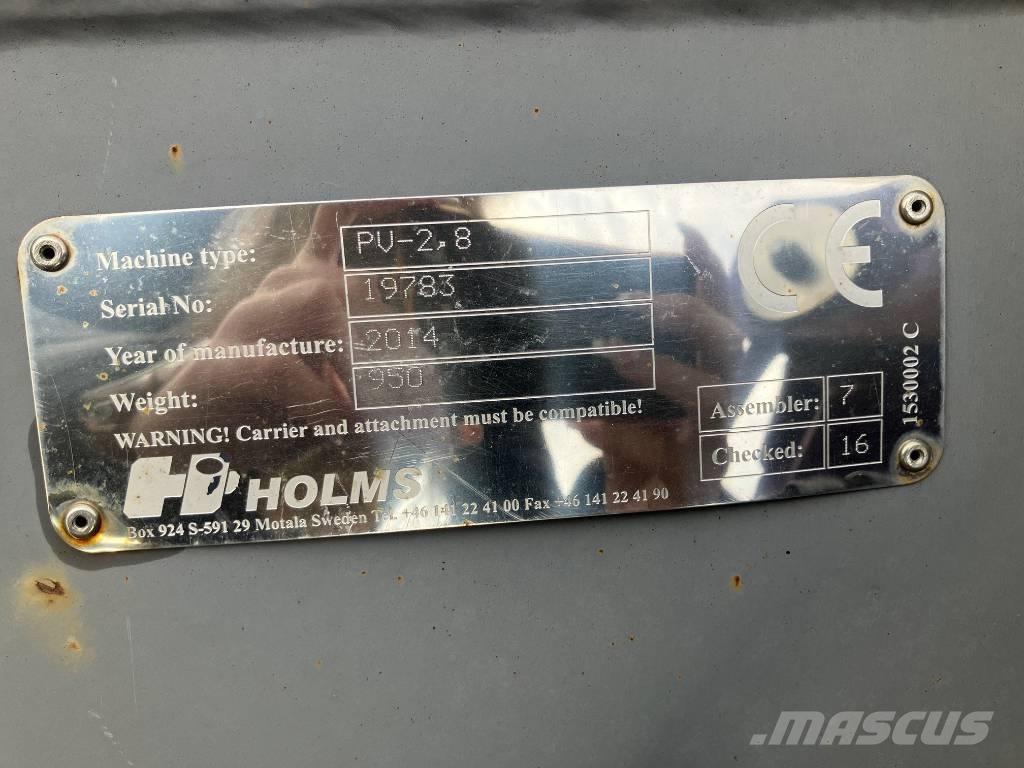 Machine type: PV-2,8
Serial No: 19783
Year of manufacture: 2014
Weight: 950
WARNING! Carrier and attachment must be compatible!
HOLMS
Box 924 S-591 29 Motala Sweden Tel. +46 141 22 41 00 Fax +46 141 22 41 90
CE
Assembler: 7
Checked: 16
1530002 C
MASCUS